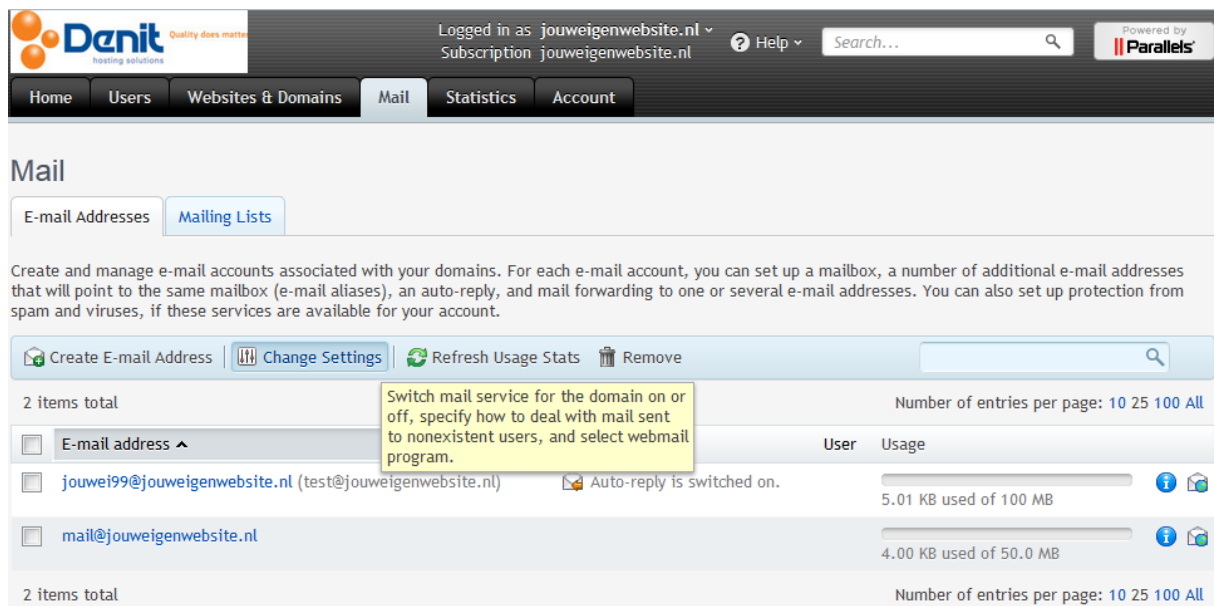 Denit Quality does matter
hosting solutions
Logged in as jouweigenwebsite.nl
Subscription jouweigenwebsite.nl
Help
Search...
Powered by
Parallels
Home Users Websites & Domains Mail Statistics Account
Mail
E-mail Addresses Mailing Lists
Create and manage e-mail accounts associated with your domains. For each e-mail account, you can set up a mailbox, a number of additional e-mail addresses
that will point to the same mailbox (e-mail aliases), an auto-reply, and mail forwarding to one or several e-mail addresses. You can also set up protection from
spam and viruses, if these services are available for your account.
Create E-mail Address Change Settings Refresh Usage Stats Remove
Switch mail service for the domain on or
off, specify how to deal with mail sent
to nonexistent users, and select webmail
program.
2 items total Number of entries per page: 10 25 100 All
E-mail address User Usage
jouwei99@jouweigenwebsite.nl (test@jouweigenwebsite.nl) Auto-reply is switched on.
5.01 KB used of 100 MB
mail@jouweigenwebsite.nl
4.00 KB used of 50.0 MB
2 items total Number of entries per page: 10 25 100 All